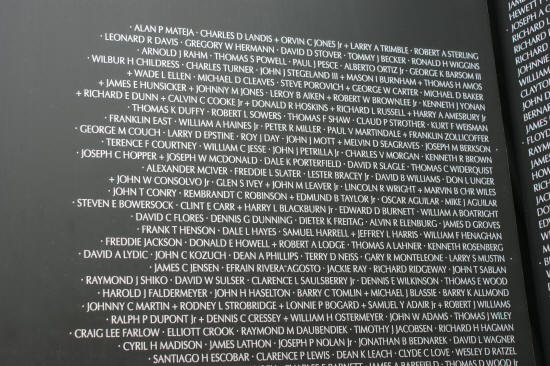 · ALAN P MATEJA · CHARLES D LANDIS + ORVIN C JONES Jr + LARRY A TRIMBLE · ROBERT A STERLING
· LEONARD R DAVIS · GREGORY W HERMANN · DAVID D STOVER · TOMMY J BECKER · RONALD H WIGGINS
· ARNOLD J RAHM · THOMAS S POWELL · PAUL J PESCE · ALBERTO ORTIZ Jr · GEORGE K BARSOM III
· WILBUR H CHILDRESS · CHARLES TURNER · JOHN J STEGELAND III + MASON I BURNHAM + THOMAS H AMOS
+ WADE L ELLEN · MICHAEL D CLEAVES · STEVE POROVICH + GEORGE W CARTER · MICHAEL D BAKER
+ JAMES E HUNSICKER + JOHNNY M JONES · LEROY B AIKEN + ROBERT W BROWNLEE Jr · KENNETH J YONAN
+ RICHARD E DUNN + CALVIN C COOKE Jr + DONALD R HOSKINS + RICHARD L RUSSELL + HARRY A AMESBURY Jr
· THOMAS K DUFFY · ROBERT L SOWERS · THOMAS F SHAW · CLAUD P STROTHER · KURT F WEISMAN
· FRANKLIN EAST · WILLIAM A HAINES Jr · PETER R MILLER · PAUL V MARTINDALE + FRANKLIN ZOLLICOFFER
· GEORGE M COUCH · LARRY D EPSTINE · ROY J DAY · JOHN J MOTT + MELVIN D SEAGRAVES · JOSEPH M BERKSON
· TERENCE F COURTNEY · WILLIAM C JESSE · JOHN J PETRILLA Jr · CHARLES V MORGAN · KENNETH R BROWN
· JOSEPH C HOPPER + JOSEPH W MCDONALD · DALE K PORTERFIELD · DAVID R SLAGLE · THOMAS C WIDERQUIST
· ALEXANDER MCIVER · FREDDIE L SLATER · LESTER BRACEY Jr · DAVID B WILLIAMS · DON L UNGER
+ JOHN W CONSOLVO Jr · GLEN S IVEY + JOHN M LEAVER Jr · LINCOLN R WRIGHT + MARVIN B CHR WILES
· JOHN T CONRY · REMBRANDT C ROBINSON + EDMUND B TAYLOR Jr · OSCAR AGUILAR · MIKE J AGUILAR
· STEVEN E BOWERSOCK · CLINT E CARR + HARRY L BLACKBURN Jr · EDWARD D BURNETT · WILLIAM A BOATRIGHT
· DAVID C FLORES · DENNIS G DUNNING · DIETER K FREITAG · ALVIN R ELENBURG · JAMES D GROVES
· FRANK T HENSON · DALE L HAYES · SAMUEL HARRELL + JEFFREY L HARRIS · WILLIAM F HENAGHAN
· FREDDIE JACKSON · DONALD E HOWELL + ROBERT A LODGE · THOMAS A LAHNER · KENNETH ROSENBERG
· DAVID A LYDIC · JOHN C KOZUCH · DEAN A PHILLIPS · TERRY D NEISS · GARY R MONTELEONE · LARRY S MUSTIN ·
· JAMES C JENSEN · EFRAIN RIVERA-AGOSTO · JACKIE RAY · RICHARD RIDGEWAY · JOHN T SABLAN
· RAYMOND J SHIKO · DAVID W SULSER · CLARENCE L SAULSBERRY Jr · DENNIS E WILKINSON · THOMAS E WOOD
· HAROLD J FALDERMEYER · JOHN H HASELTON · BARRY C TOMLIN + MICHAEL J BLASSIE · BARRY K ALLMOND
· JOHNNY C MARTIN + RODNEY L STROBRIDGE + LONNIE P BOGARD + SAMUEL Y ADAIR Jr + ROBERT J WILLIAMS
· RALPH P DUPONT Jr + DENNIS C CRESSEY + WILLIAM H OSTERMEYER · JOHN W ADAMS · THOMAS J WILEY
· CRAIG LEE FARLOW · ELLIOTT CROOK · RAYMOND M DAUBENDIEK · TIMOTHY J JACOBSEN · RICHARD H HAGMAN
· CYRIL H MADISON · JAMES LATHON · JOSEPH P NOLAN Jr · JONATHAN B BEDNAREK · DAVID L WAGNER
· SANTIAGO H ESCOBAR · CLARENCE P LEWIS · DEAN K LEACH · CLYDE C LOVE · WESLEY D RATZEL
BARNETT · JAMES A BAREFIELD · THOMAS D WOOD Jr
HEWETT
JOSEPH A
RICHARD